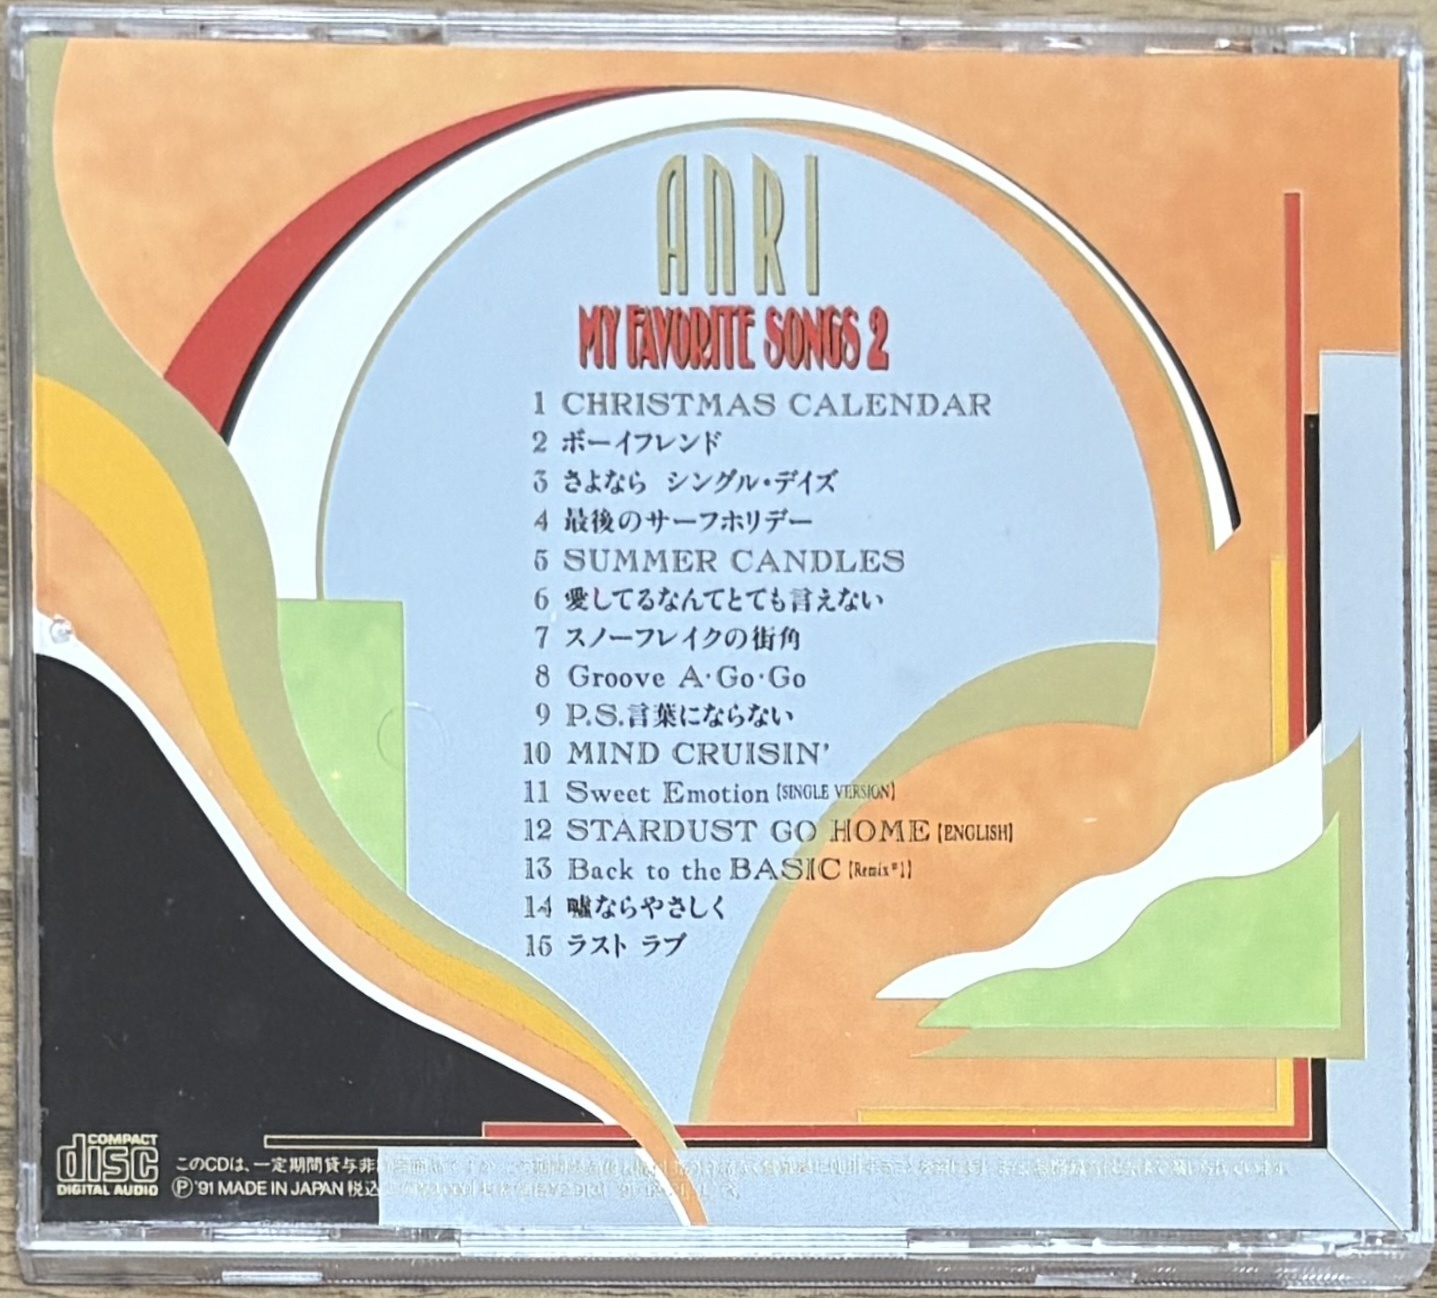 ANRI
MY FAVORITE SONGS 2
1 CHRISTMAS CALENDAR
2 ボーイフレンド
3 さよなら シングル・デイズ
4 最後のサーフホリデー
5 SUMMER CANDLES
6 愛してるなんてとても言えない
7 スノーフレイクの街角
8 Groove A・Go・Go
9 P.S.言葉にならない
10 MIND CRUISIN'
11 Sweet Emotion【SINGLE VERSION】
12 STARDUST GO HOME【ENGLISH】
13 Back to the BASIC【Remix#1】
14 嘘ならやさしく
15 ラスト ラブ
COMPACT
disc
DIGITAL AUDIO
このCDは、一定期間貸与非
Ⓟ'91 MADE IN JAPAN 税込